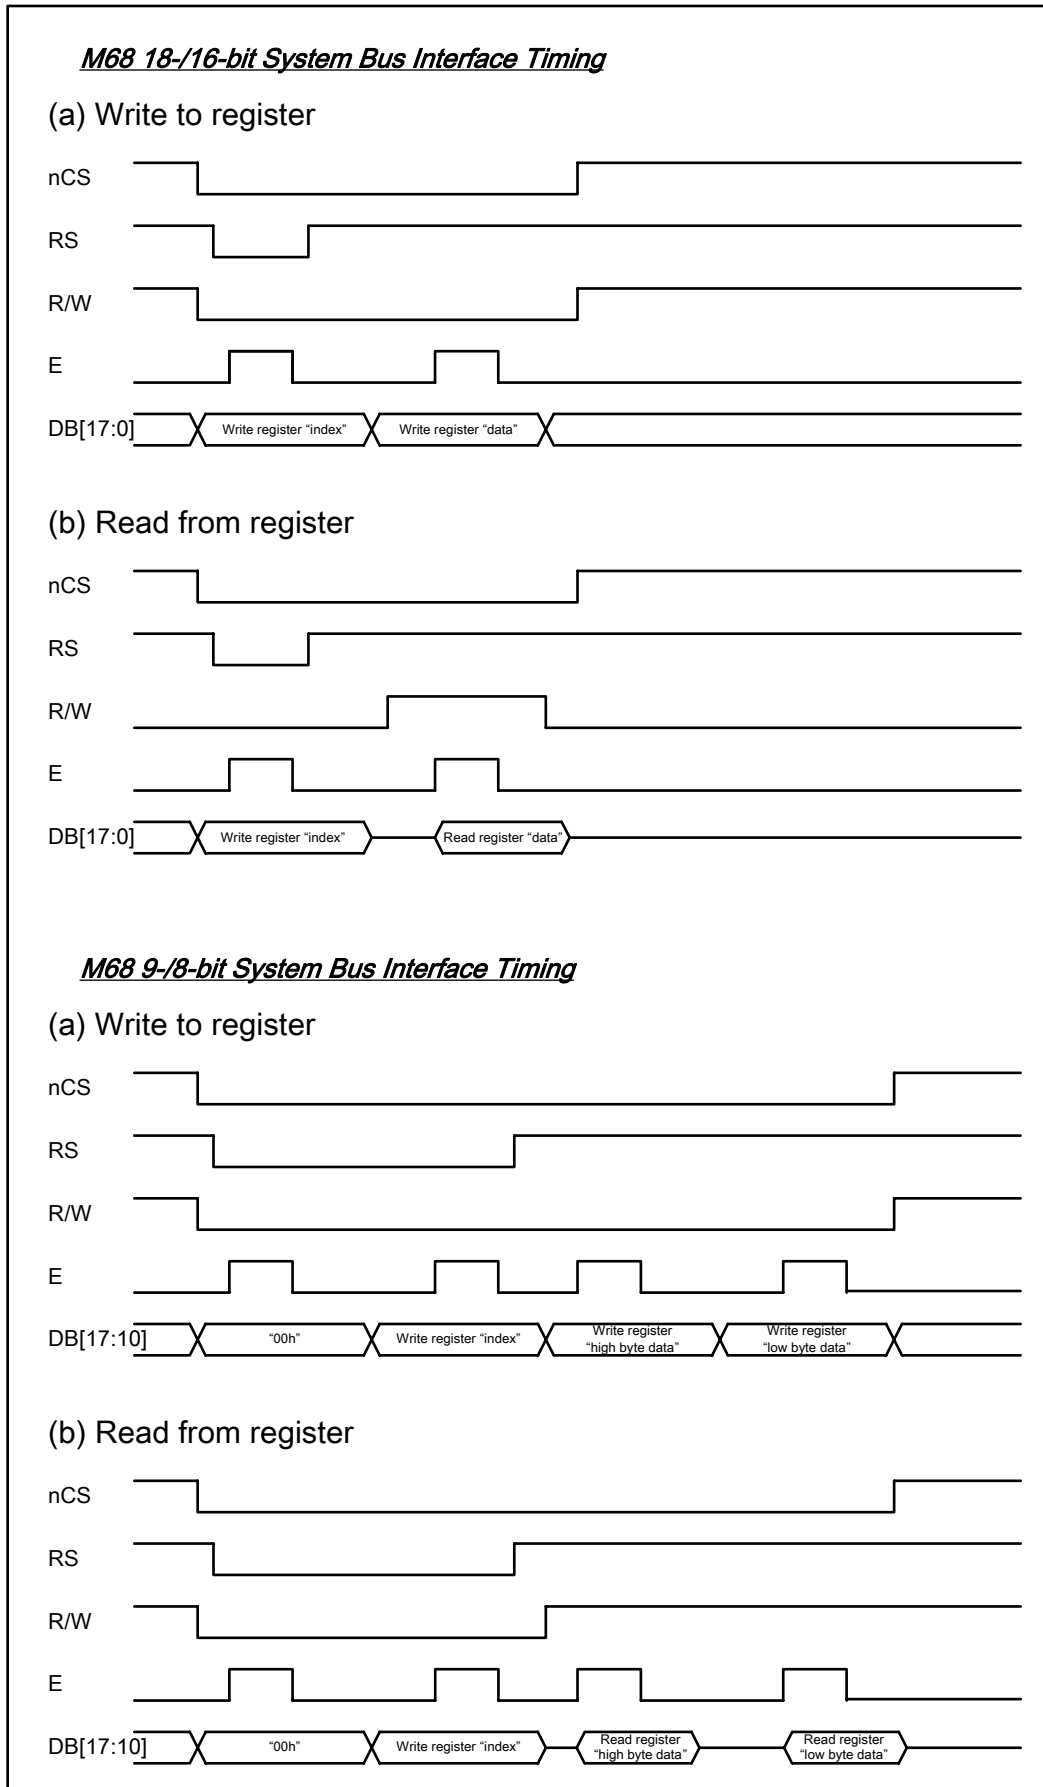 M68 18-/16-bit System Bus Interface Timing
(a) Write to register
nCS
RS
R/W
E
DB[17:0]
Write register “index”
Write register “data”
(b) Read from register
nCS
RS
R/W
E
DB[17:0]
Write register “index”
Read register “data”
M68 9-/8-bit System Bus Interface Timing
(a) Write to register
nCS
RS
R/W
E
DB[17:10]
“00h”
Write register “index”
Write register
“high byte data”
Write register
“low byte data”
(b) Read from register
nCS
RS
R/W
E
DB[17:10]
“00h”
Write register “index”
Read register
“high byte data”
Read register
“low byte data”